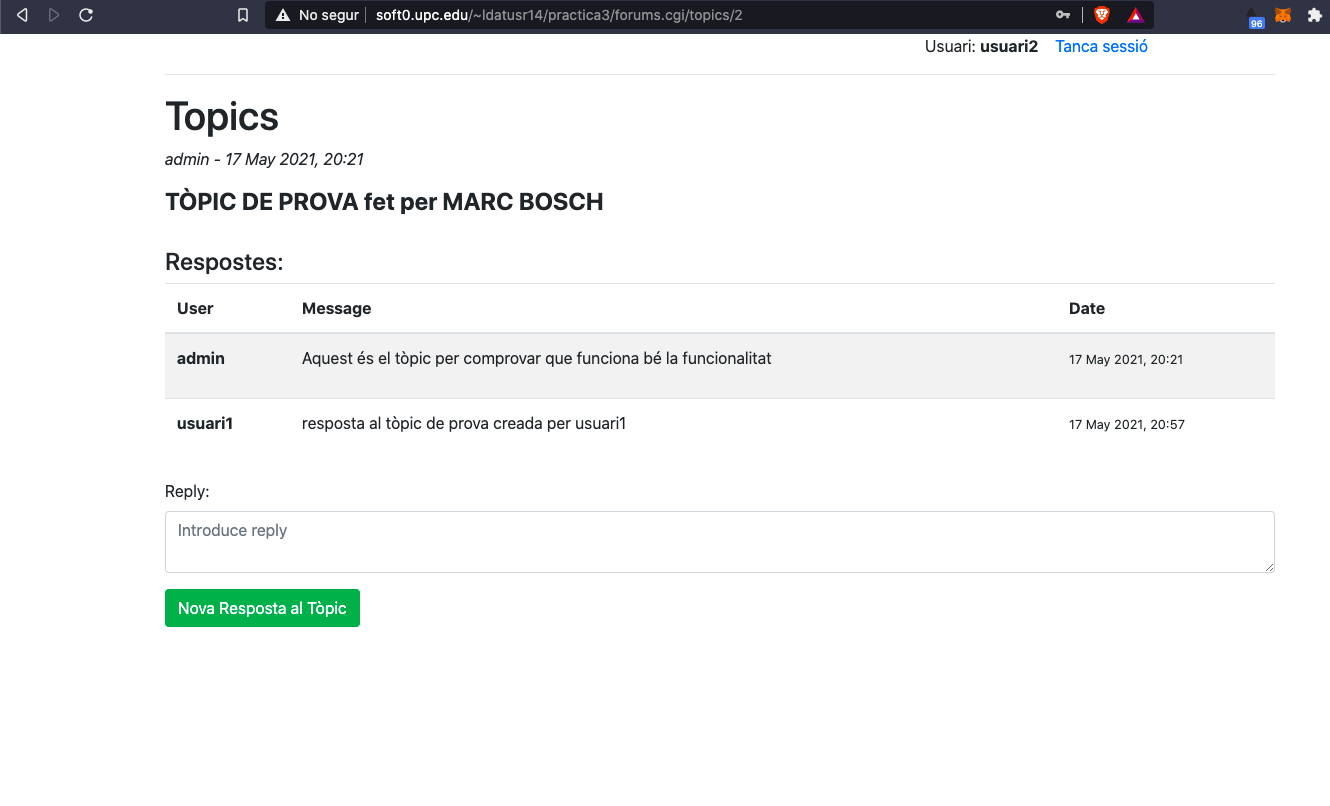 No segur soft0.upc.edu/~ldatusr14/practica3/forums.cgi/topics/2
96
Usuari: usuari2 Tanca sessió
Topics
admin - 17 May 2021, 20:21
TÒPIC DE PROVA fet per MARC BOSCH
Respostes:
User Message Date
admin Aquest és el tòpic per comprovar que funciona bé la funcionalitat 17 May 2021, 20:21
usuari1 resposta al tòpic de prova creada per usuari1 17 May 2021, 20:57
Reply:
Introduce reply
Nova Resposta al Tòpic